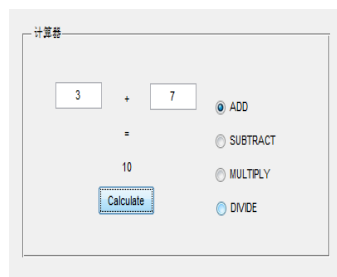 计算器
3 + 7
ADD
=
SUBTRACT
10
MULTIPLY
Calculate
DIVIDE